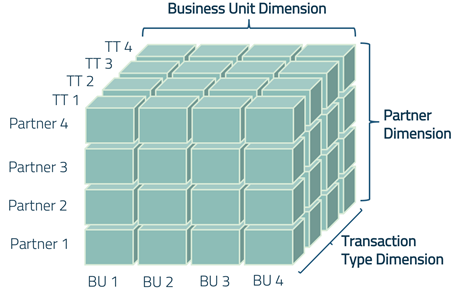 Business Unit Dimension
TT 4
TT 3
TT 2
TT 1
Partner 4
Partner 3
Partner 2
Partner 1
Partner
Dimension
Transaction
Type Dimension
BU 1 BU 2 BU 3 BU 4